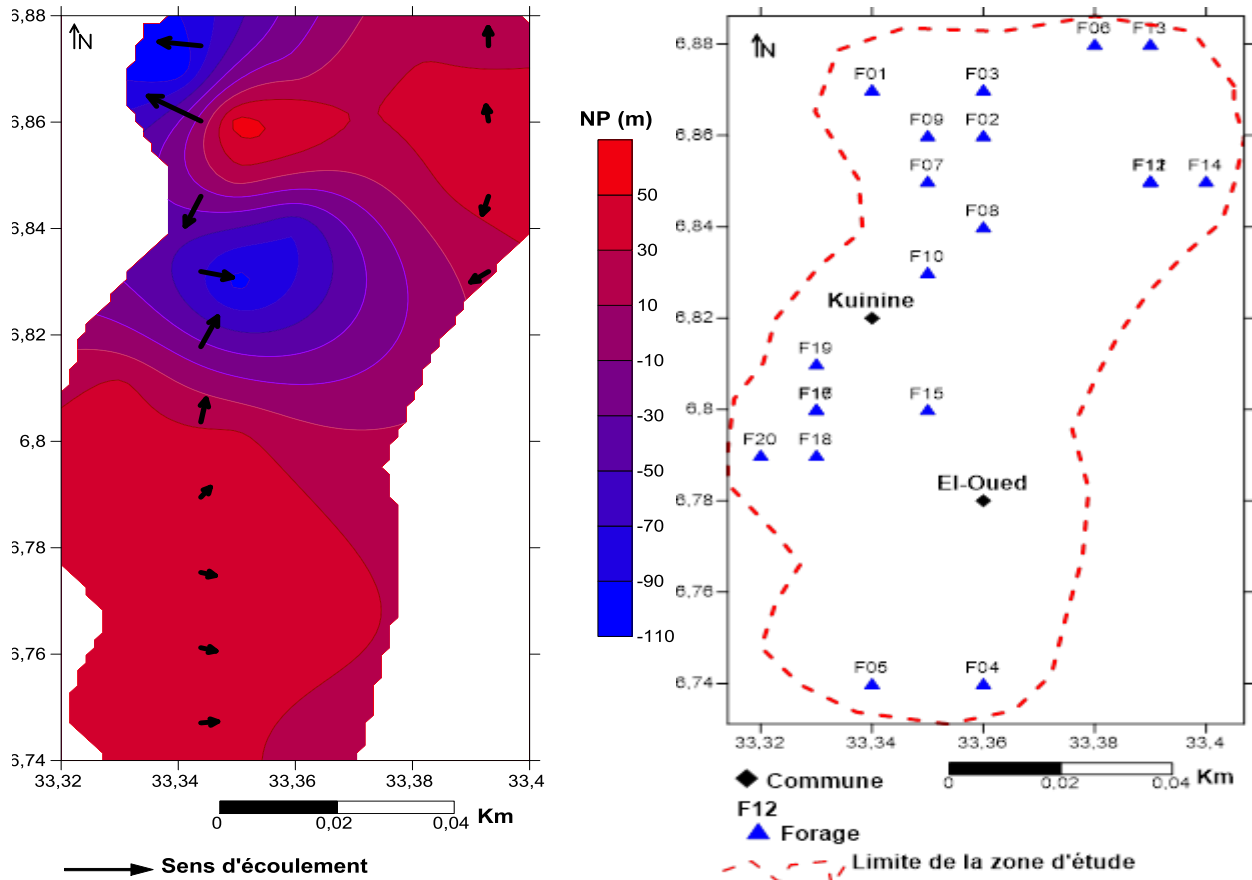 N
6,88
6,86
6,84
6,82
6,8
6,78
6,76
6,74
33,32 33,34 33,36 33,38 33,4
0 0,02 0,04 Km
Sens d'écoulement
NP (m)
50
30
10
-10
-30
-50
-70
-90
-110
N
6,88
6,86
6,84
6,82
6,8
6,78
6,76
6,74
F06 F13
F01 F03
F09 F02
F07 F14
F08
F10
Kuinine
F19
F15
F20 F18
El-Oued
F05 F04
33,32 33,34 33,36 33,38 33,4
0 0,02 0,04 Km
Commune
F12
Forage
Limite de la zone d'étude